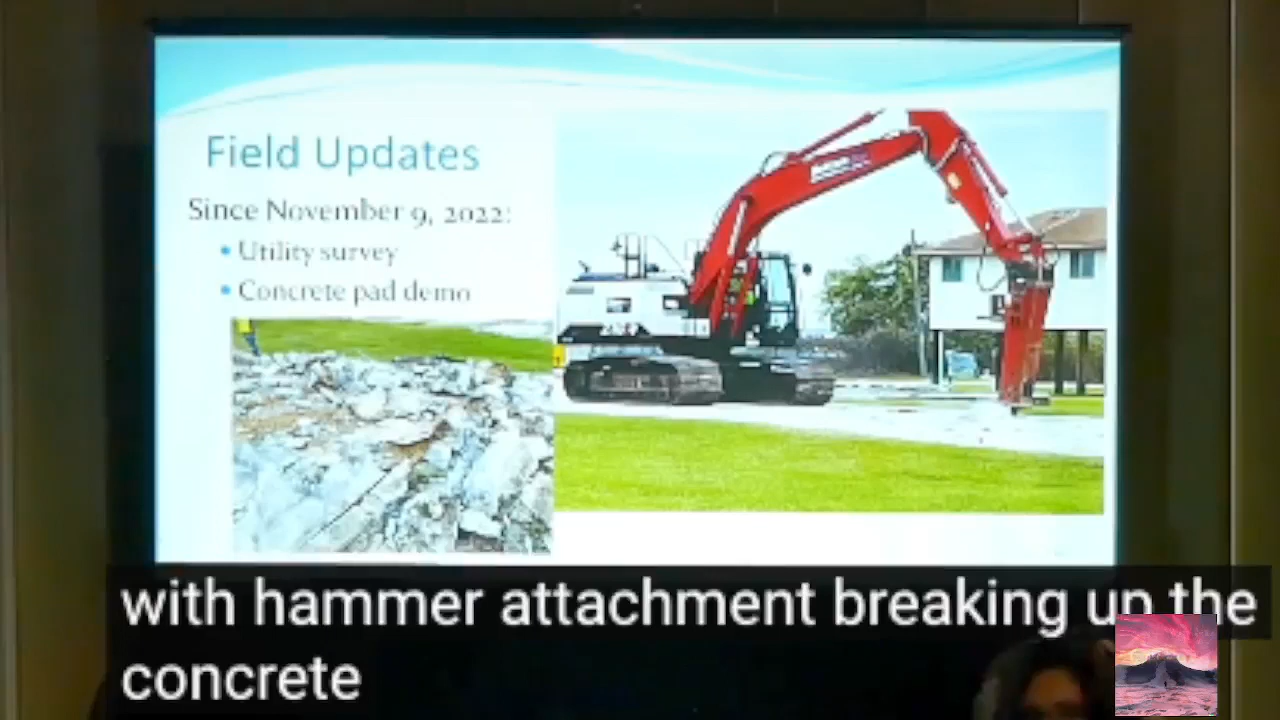 Field Updates
Since November 9, 2022:
• Utility survey
• Concrete pad demo
with hammer attachment breaking up the
concrete